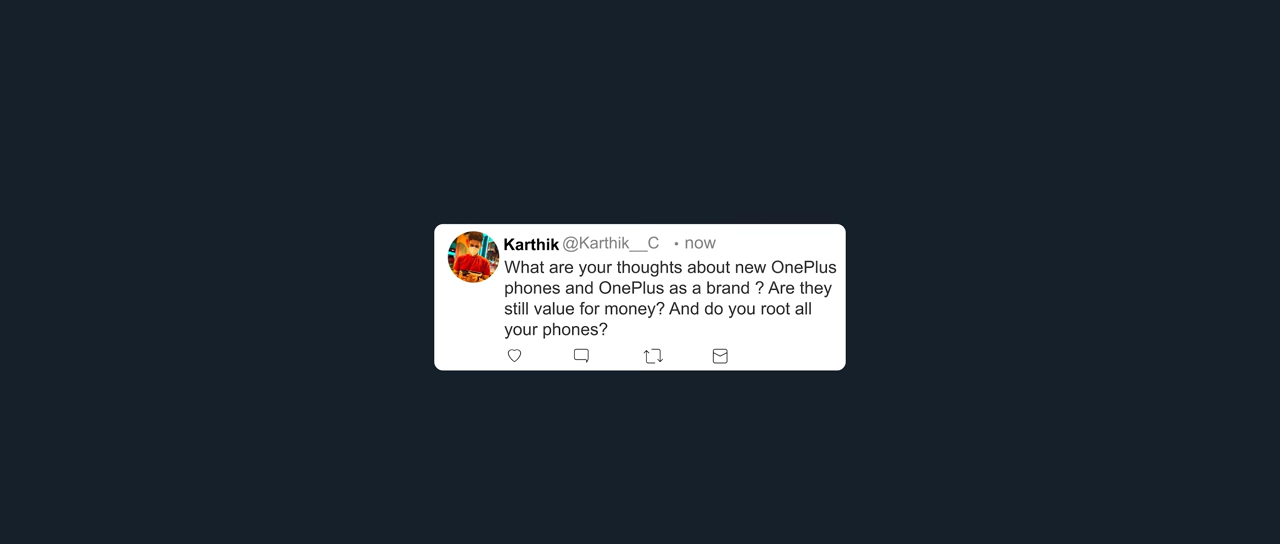 Karthik @Karthik__C • now
What are your thoughts about new OnePlus
phones and OnePlus as a brand ? Are they
still value for money? And do you root all
your phones?